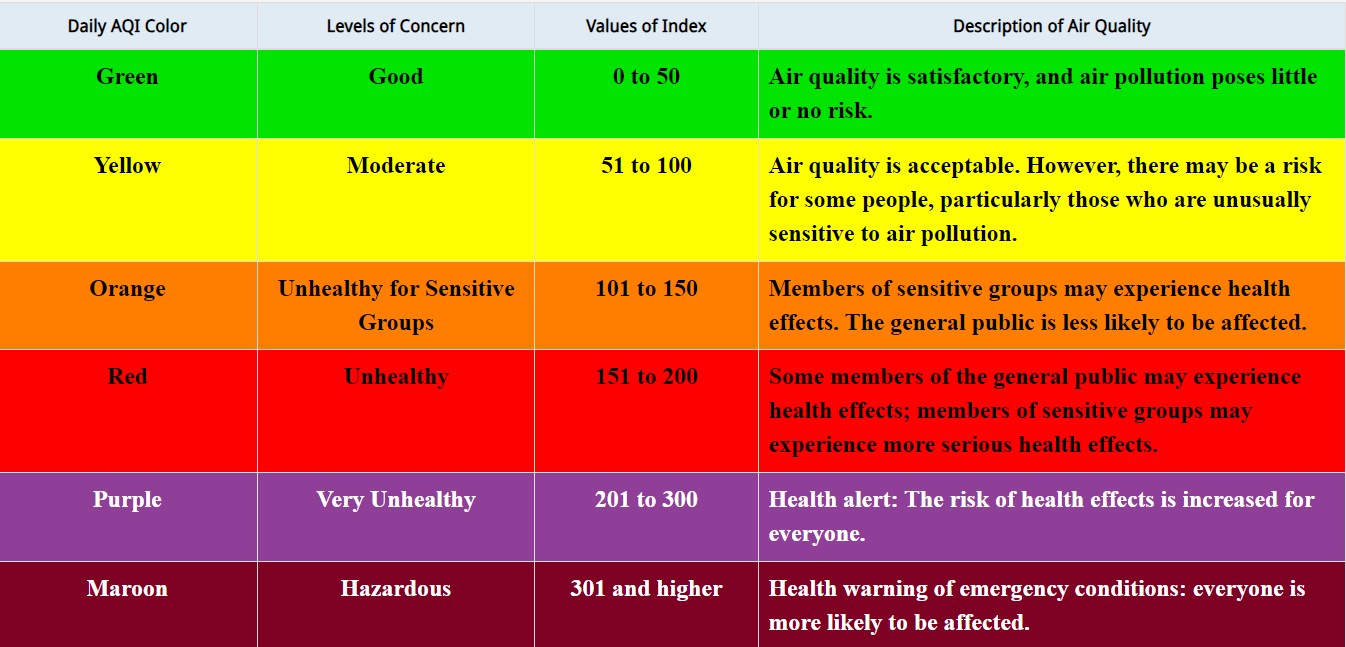 Daily AQI Color Levels of Concern Values of Index Description of Air Quality
Green Good 0 to 50 Air quality is satisfactory, and air pollution poses little
or no risk.
Yellow Moderate 51 to 100 Air quality is acceptable. However, there may be a risk
for some people, particularly those who are unusually
sensitive to air pollution.
Orange Unhealthy for Sensitive 101 to 150 Members of sensitive groups may experience health
Groups effects. The general public is less likely to be affected.
Red Unhealthy 151 to 200 Some members of the general public may experience
health effects; members of sensitive groups may
experience more serious health effects.
Purple Very Unhealthy 201 to 300 Health alert: The risk of health effects is increased for
everyone.
Maroon Hazardous 301 and higher Health warning of emergency conditions: everyone is
more likely to be affected.